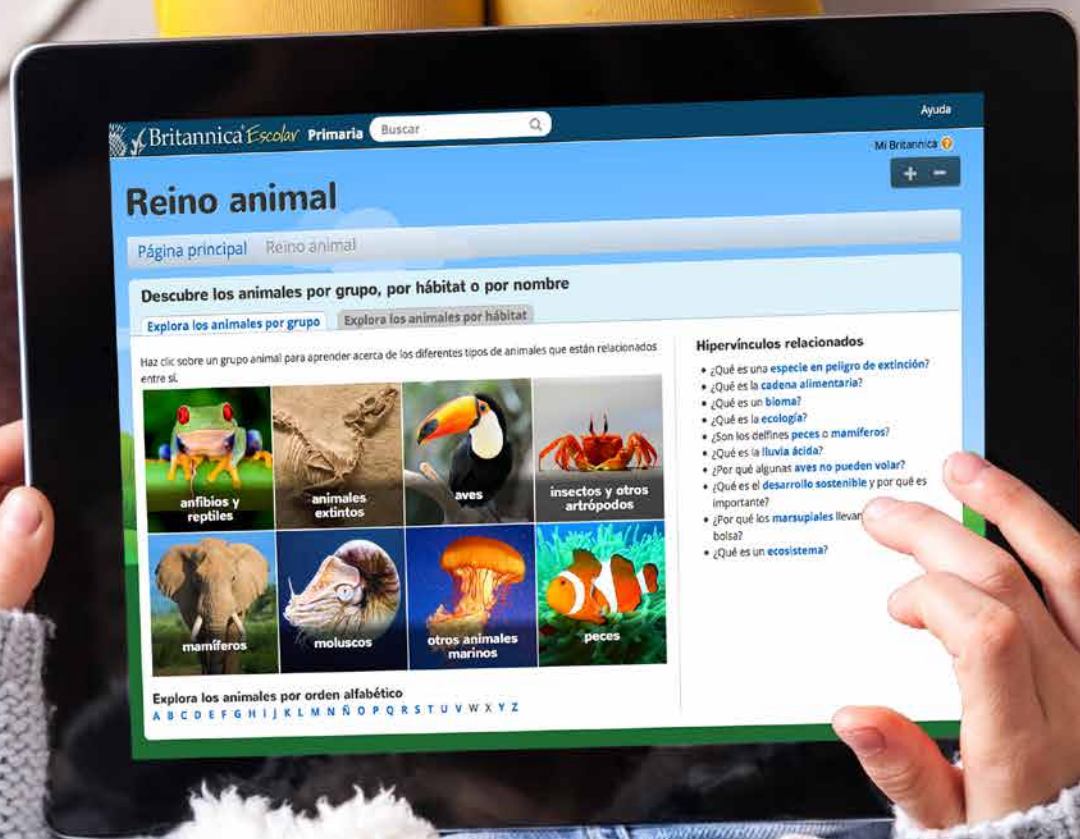 Britannica Escolar Primaria Buscar
Ayuda
Mi Britannica ?
+ −
Reino animal
Página principal Reino animal
Descubre los animales por grupo, por hábitat o por nombre
Explora los animales por grupo Explora los animales por hábitat
Haz clic sobre un grupo animal para aprender acerca de los diferentes tipos de animales que están relacionados
entre sí.
anfibios y
reptiles
animales
extintos
aves
insectos y otros
artrópodos
mamíferos
moluscos
otros animales
marinos
peces
Explora los animales por orden alfabético
A B C D E F G H I J K L M N Ñ O P Q R S T U V W X Y Z
Hipervínculos relacionados
• ¿Qué es una especie en peligro de extinción?
• ¿Qué es la cadena alimentaria?
• ¿Qué es un bioma?
• ¿Qué es la ecología?
• ¿Son los delfines peces o mamíferos?
• ¿Qué es la lluvia ácida?
• ¿Por qué algunas aves no pueden volar?
• ¿Qué es el desarrollo sostenible y por qué es
importante?
• ¿Por qué los marsupiales llevan
bolsa?
• ¿Qué es un ecosistema?